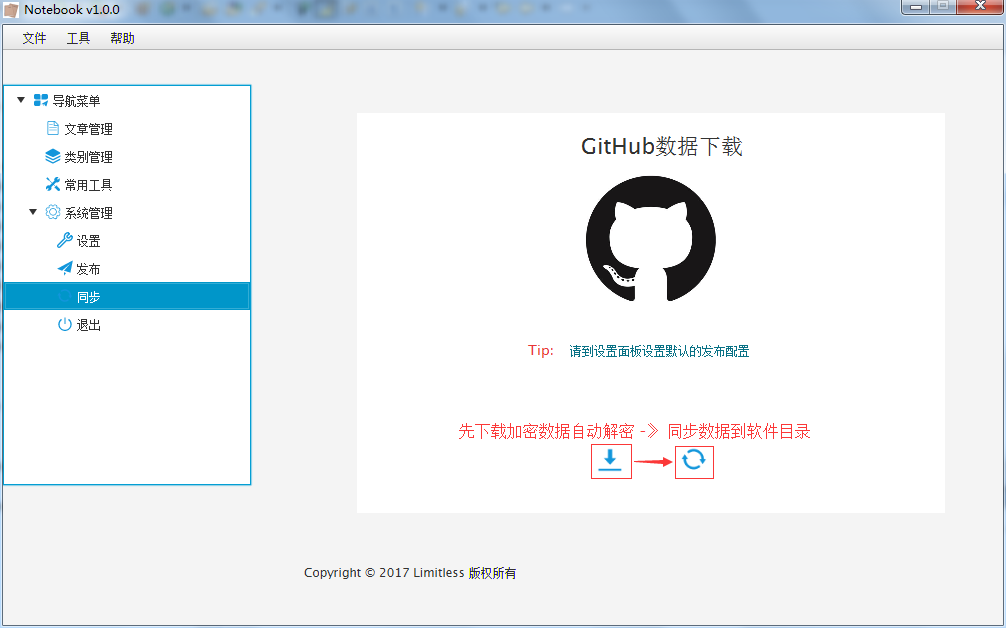 Notebook v1.0.0
文件 工具 帮助
导航菜单
文章管理
类别管理
常用工具
系统管理
设置
发布
同步
退出
GitHub数据下载
Tip: 请到设置面板设置默认的发布配置
先下载加密数据自动解密 -》 同步数据到软件目录
Copyright © 2017 Limitless 版权所有